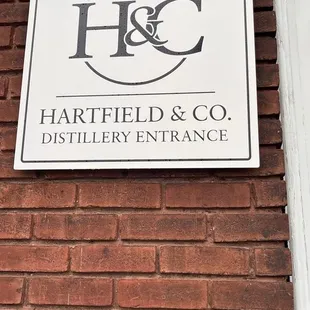 H&C
HARTFIELD & CO.
DISTILLERY ENTRANCE